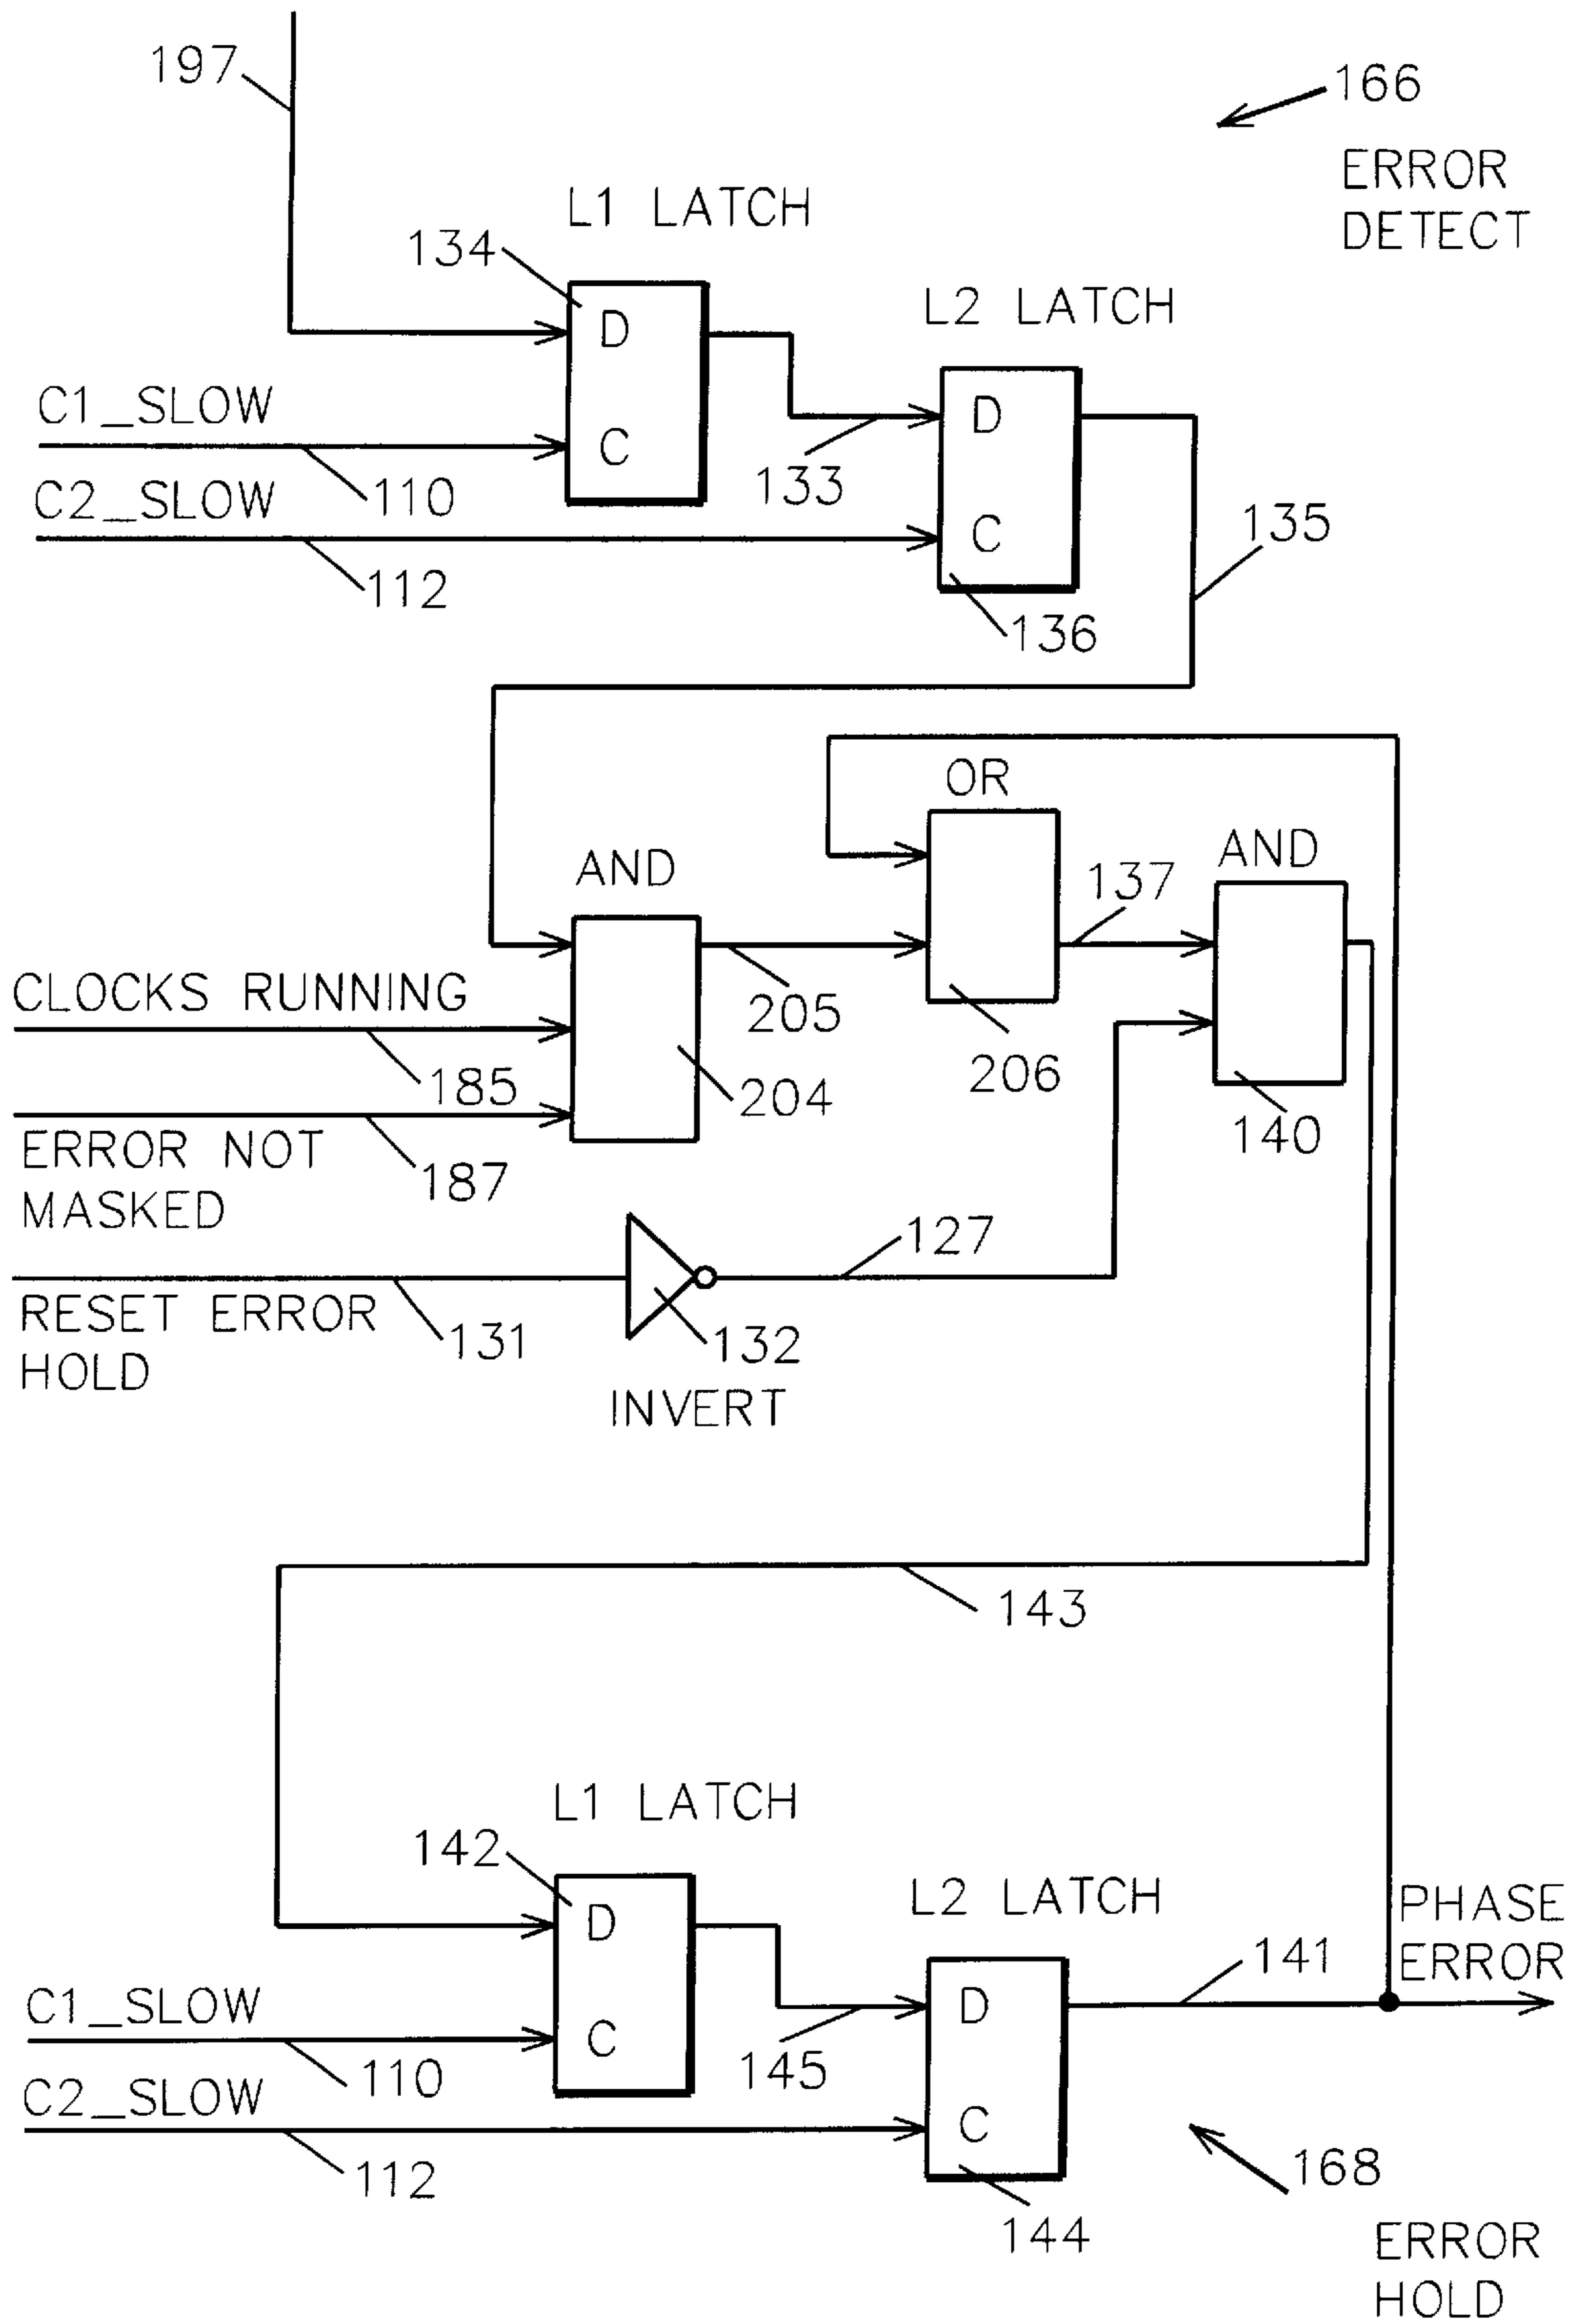 197
166
ERROR
DETECT
L1 LATCH
134
L2 LATCH
D
C1_SLOW
C
D
110
133
C2_SLOW
C
135
112
136
OR
AND
AND
137
CLOCKS RUNNING
205
206
185
204
140
ERROR NOT
MASKED
187
127
RESET ERROR
HOLD
131
132
INVERT
143
L1 LATCH
142
L2 LATCH
PHASE
ERROR
D
141
C1_SLOW
D
C
110
145
C2_SLOW
C
112
168
144
ERROR
HOLD